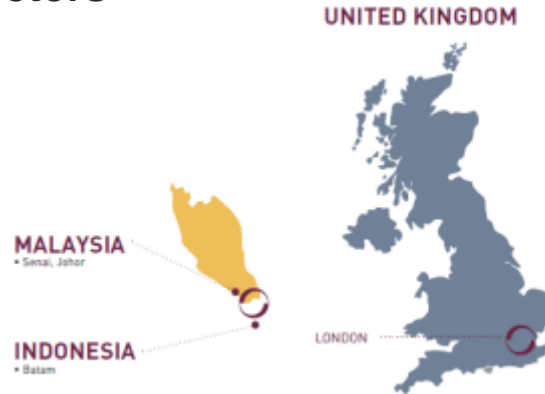 UNITED KINGDOM
MALAYSIA
• Senai, Johor
LONDON
INDONESIA
• Batam